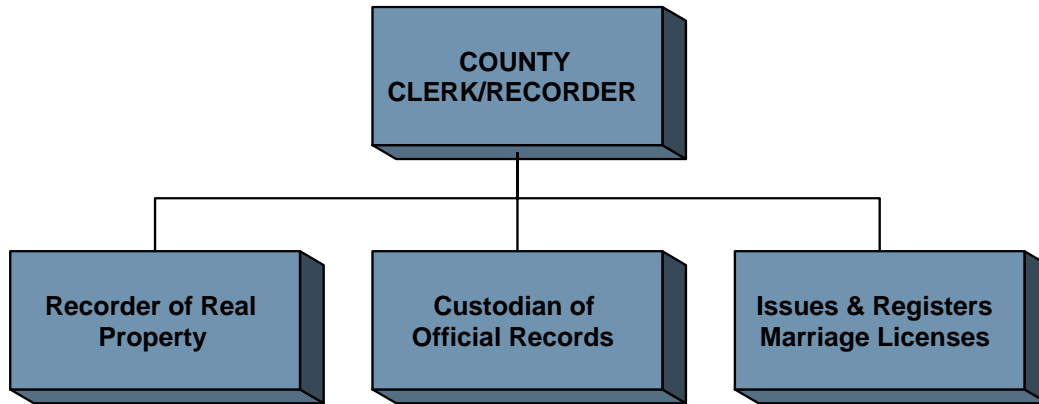 COUNTY
CLERK/RECORDER
Recorder of Real
Property
Custodian of
Official Records
Issues & Registers
Marriage Licenses